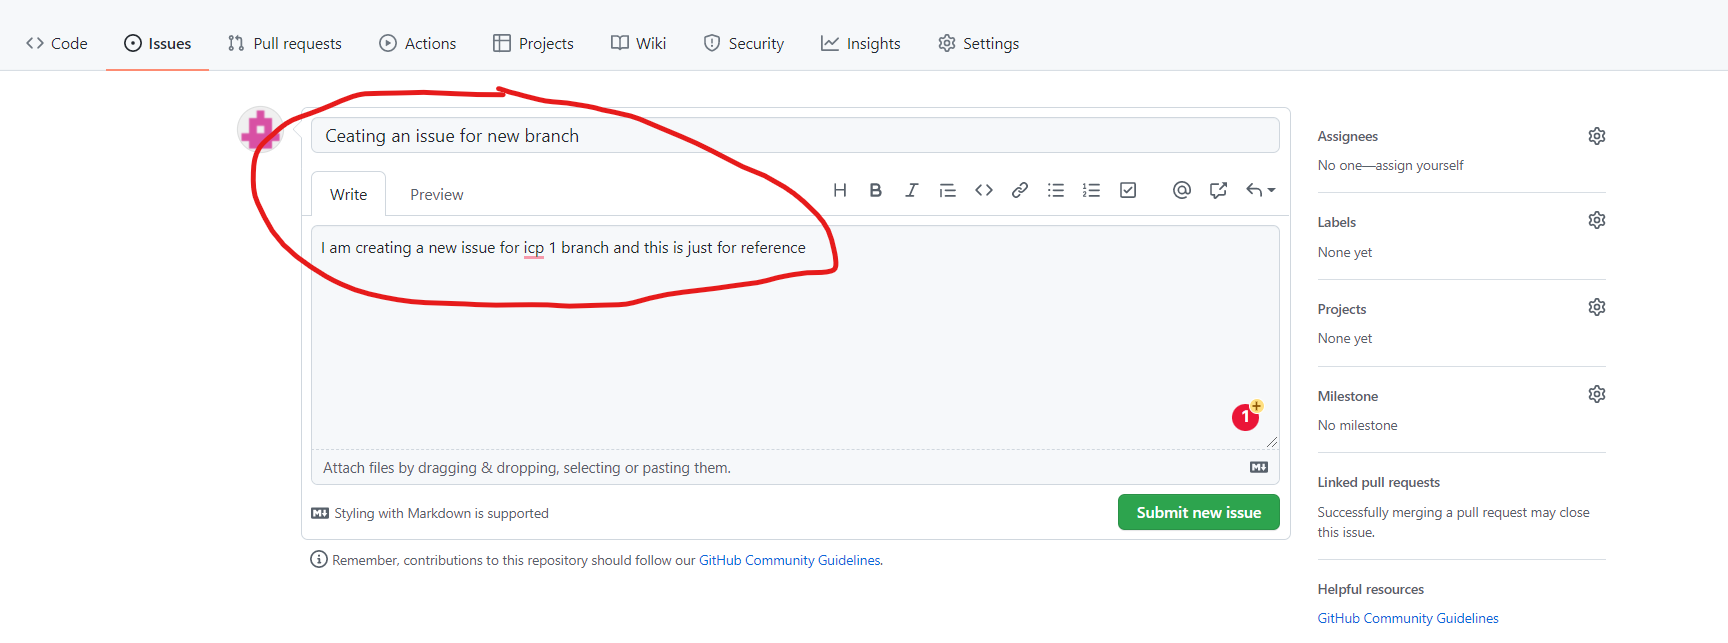 Code Issues Pull requests Actions Projects Wiki Security Insights Settings
Ceating an issue for new branch
Write Preview
I am creating a new issue for icp 1 branch and this is just for reference
1
Attach files by dragging & dropping, selecting or pasting them.
Styling with Markdown is supported
Submit new issue
Remember, contributions to this repository should follow our GitHub Community Guidelines.
Assignees
No one—assign yourself
Labels
None yet
Projects
None yet
Milestone
No milestone
Linked pull requests
Successfully merging a pull request may close
this issue.
Helpful resources
GitHub Community Guidelines